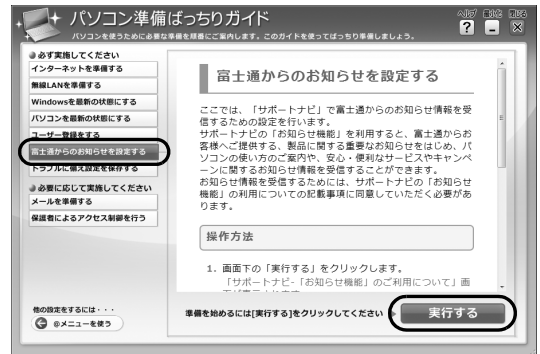 パソコン準備ばっちりガイド
パソコンを使うために必要な準備を順番にご案内します。このガイドを使ってばっちり準備しましょう。
ヘルプ 最小化 閉じる
必ず実施してください
インターネットを準備する
無線LANを準備する
Windowsを最新の状態にする
パソコンを最新の状態にする
ユーザー登録をする
富士通からのお知らせを設定する
トラブルに備え設定を保存する
必要に応じて実施してください
メールを準備する
保護者によるアクセス制御を行う
他の設定をするには・・・
@メニューを使う
富士通からのお知らせを設定する
ここでは、「サポートナビ」で富士通からのお知らせ情報を受
信するための設定を行います。
サポートナビの「お知らせ機能」を利用すると、富士通からお
客様へご提供する、製品に関する重要なお知らせをはじめ、パ
ソコンの使い方のご案内や、安心・便利なサービスやキャンペ
ーンに関するお知らせ情報を受信することができます。
お知らせ情報を受信するためには、サポートナビの「お知らせ
機能」の利用についての記載事項に同意していただく必要があ
ります。
操作方法
1. 画面下の「実行する」をクリックします。
「サポートナビ-「お知らせ機能」のご利用について」画
準備を始めるには[実行する]をクリックしてください
実行する